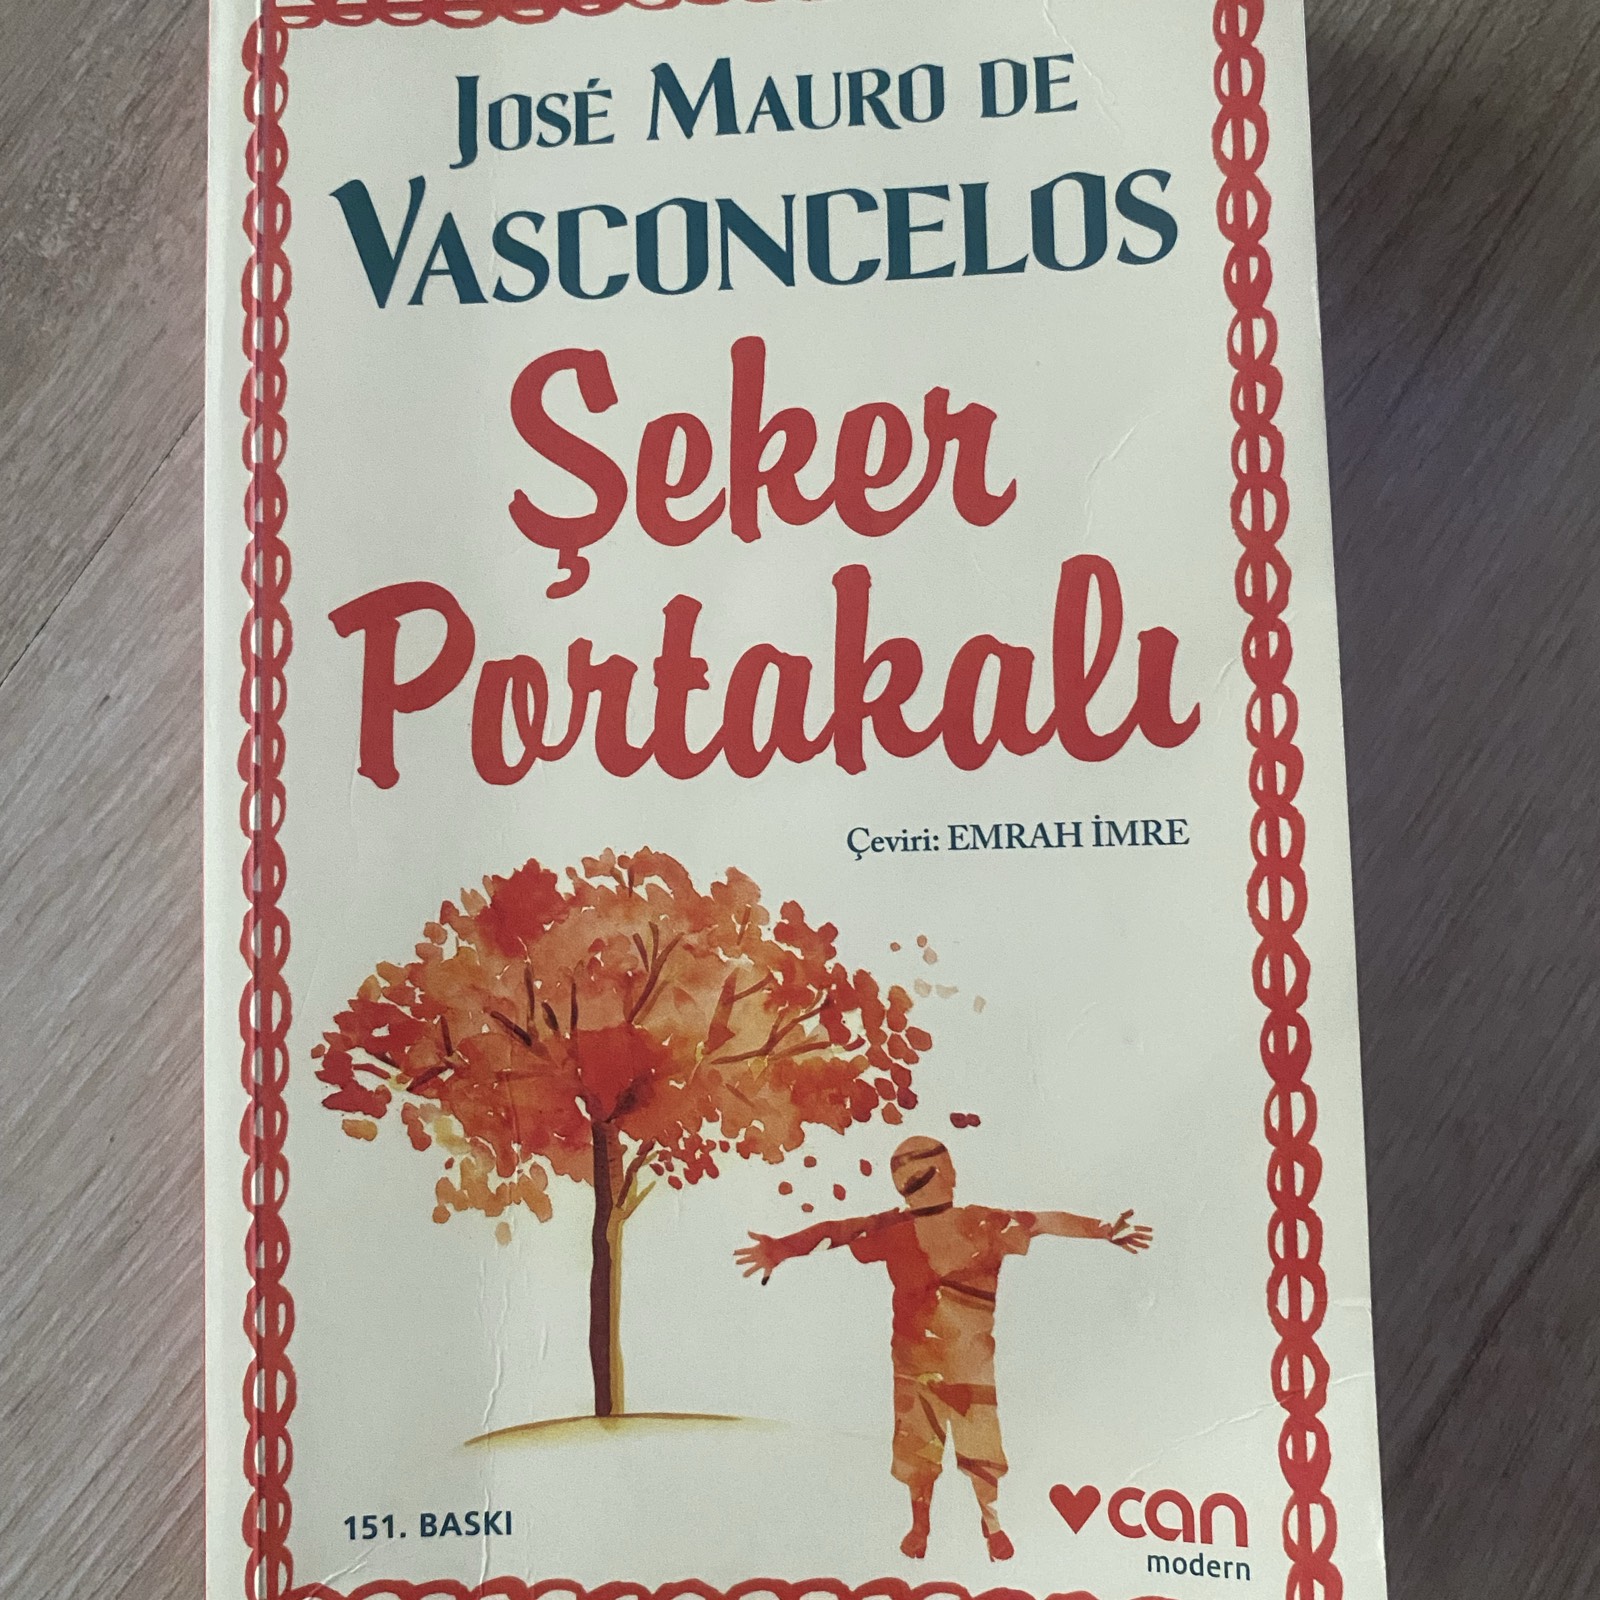 JOSÉ MAURO DE
VASCONCELOS
Şeker
Portakalı
Çeviri: EMRAH İMRE
151. BASKI
can
modern